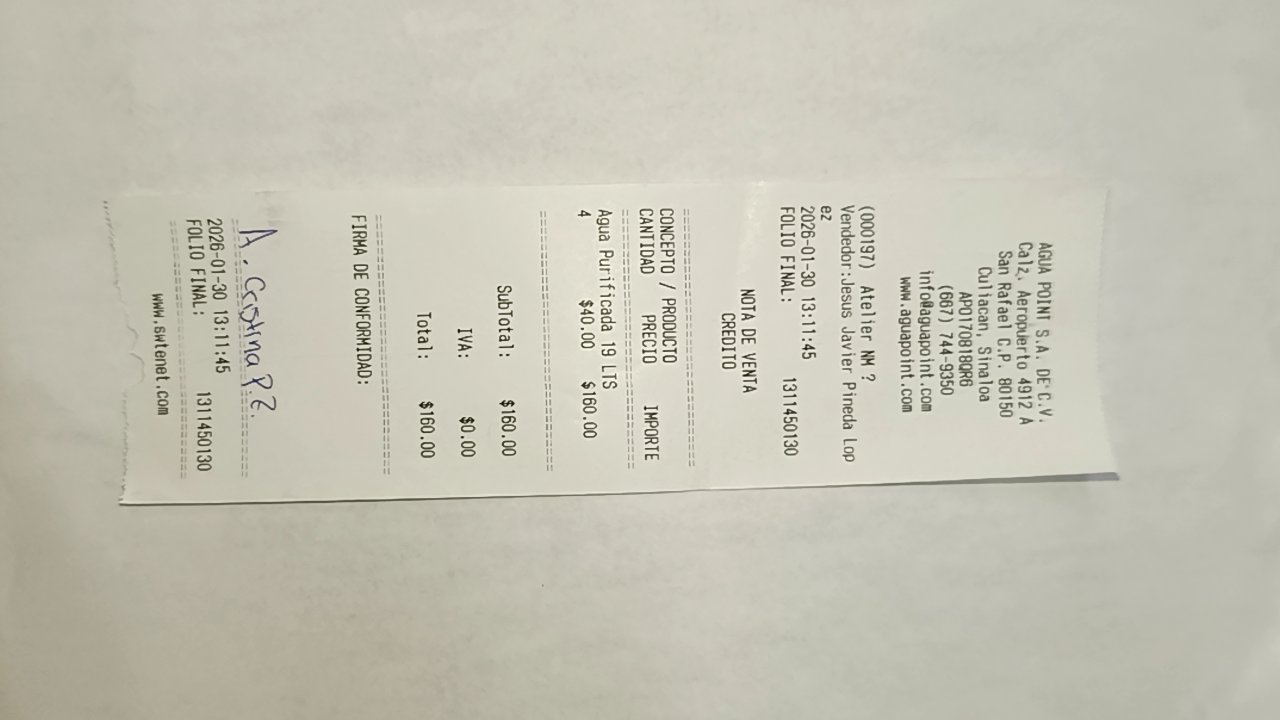 AGUA POINT S.A. DE C.V.
Calz. Aeropuerto 4912 A
San Rafael C.P. 80150
Culiacan, Sinaloa
APO170818QR6
(667) 744-9350
info@aguapoint.com
www.aguapoint.com
(000197) Atelier NM ?
Vendedor:Jesus Javier Pineda Lop
ez
2026-01-30 13:11:45
FOLIO FINAL: 1311450130
NOTA DE VENTA
CREDITO
CONCEPTO / PRODUCTO
CANTIDAD PRECIO IMPORTE
Agua Purificada 19 LTS
4 $40.00 $160.00
SubTotal: $160.00
IVA: $0.00
Total: $160.00
FIRMA DE CONFORMIDAD:
A. Cristina P.Z.
2026-01-30 13:11:45
FOLIO FINAL: 1311450130
www.swtenet.com